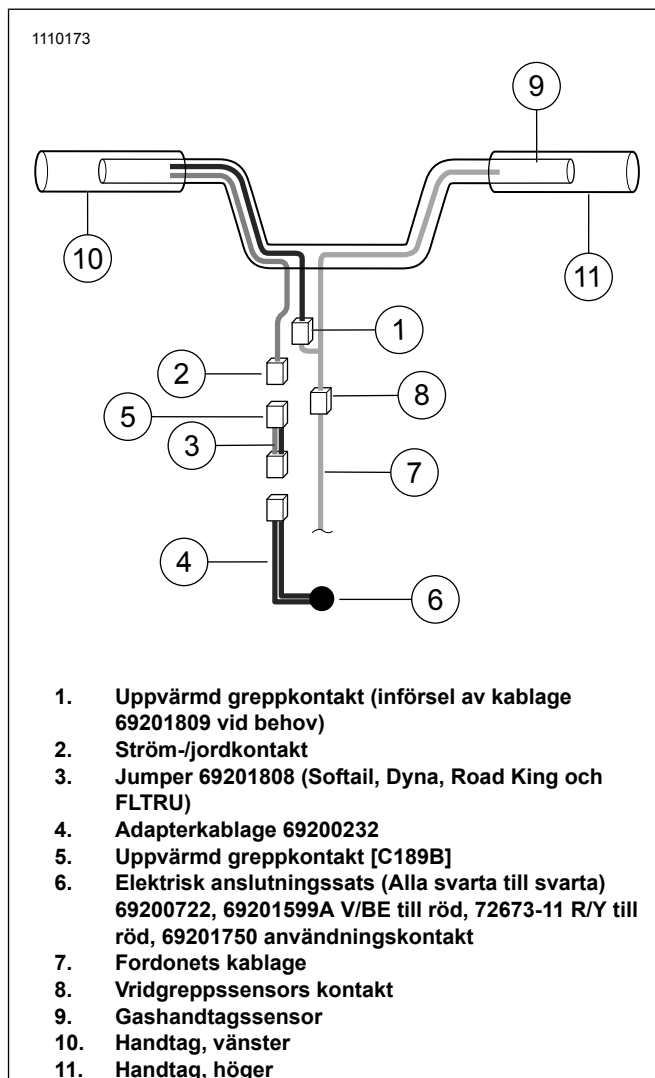 1110173
9
10
11
1
2
8
5
3
7
4
6
1. Uppvärmd greppkontakt (införsel av kablage
69201809 vid behov)
2. Ström-/jordkontakt
3. Jumper 69201808 (Softail, Dyna, Road King och
FLTRU)
4. Adapterkablage 69200232
5. Uppvärmd greppkontakt [C189B]
6. Elektrisk anslutningssats (Alla svarta till svarta)
69200722, 69201599A V/BE till röd, 72673-11 R/Y till
röd, 69201750 användningskontakt
7. Fordonets kablage
8. Vridgreppssensors kontakt
9. Gashandtagssensor
10. Handtag, vänster
11. Handtag, höger